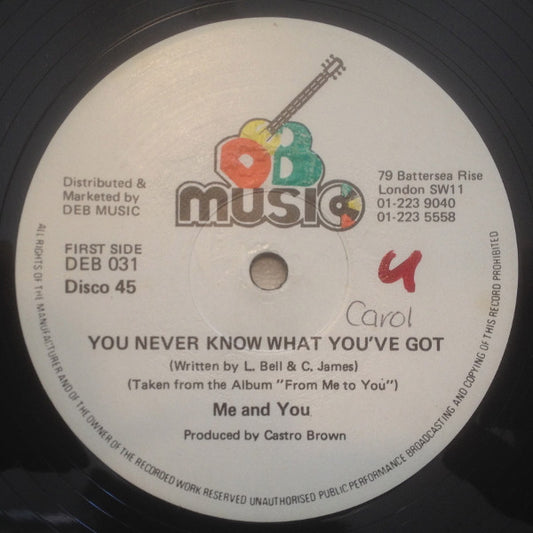 DEB
MUSIC
Distributed &
Marketed by
DEB MUSIC
79 Battersea Rise
London SW11
01-223 9040
01-223 5558
FIRST SIDE
DEB 031
Disco 45
4
Carol
YOU NEVER KNOW WHAT YOU'VE GOT
(Written by L. Bell & C. James)
(Taken from the Album "From Me to You")
Me and You
Produced by Castro Brown
ALL RIGHTS OF THE MANUFACTURER AND OF THE OWNER OF THE RECORDED WORK RESERVED UNAUTHORISED PUBLIC PERFORMANCE BROADCASTING AND COPYING OF THIS RECORD PROHIBITED